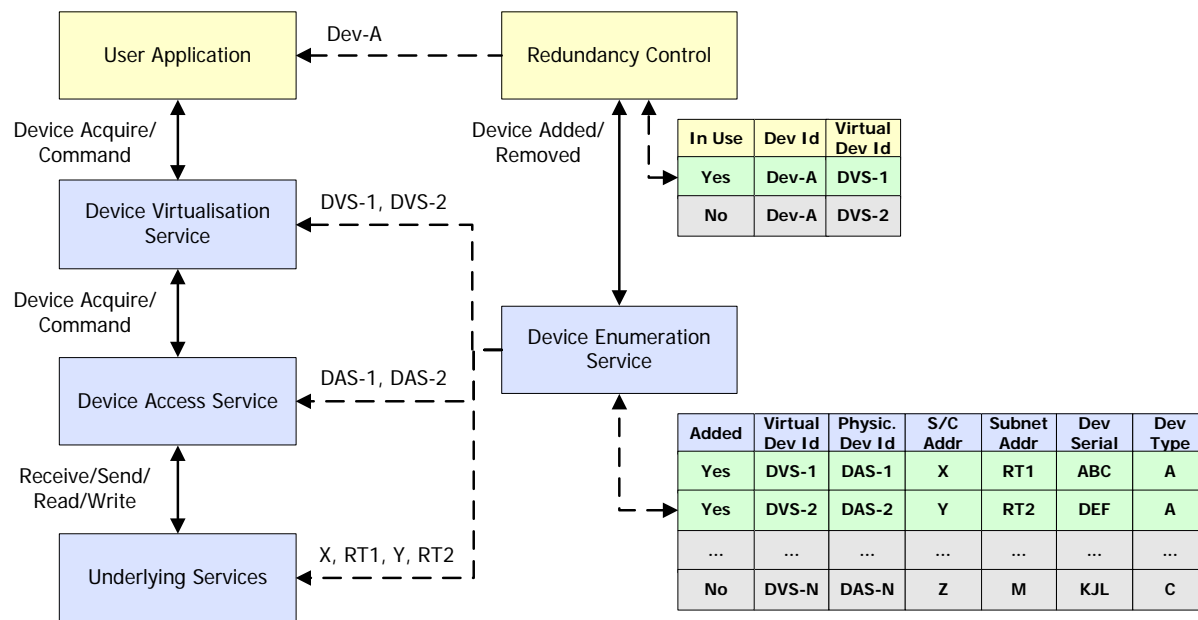 User Application
Dev-A
Redundancy Control
Device Acquire/
Command
Device Added/
Removed
In Use Dev Id Virtual Dev Id
Yes Dev-A DVS-1
No Dev-A DVS-2
Device Virtualisation
Service
DVS-1, DVS-2
Device Acquire/
Command
Device Enumeration
Service
Device Access Service
DAS-1, DAS-2
Receive/Send/
Read/Write
Underlying Services
X, RT1, Y, RT2
Added Virtual Dev Id Physic. Dev Id S/C Addr Subnet Addr Dev Serial Dev Type
Yes DVS-1 DAS-1 X RT1 ABC A
Yes DVS-2 DAS-2 Y RT2 DEF A
... ... ... ... ... ... ...
No DVS-N DAS-N Z M KJL C